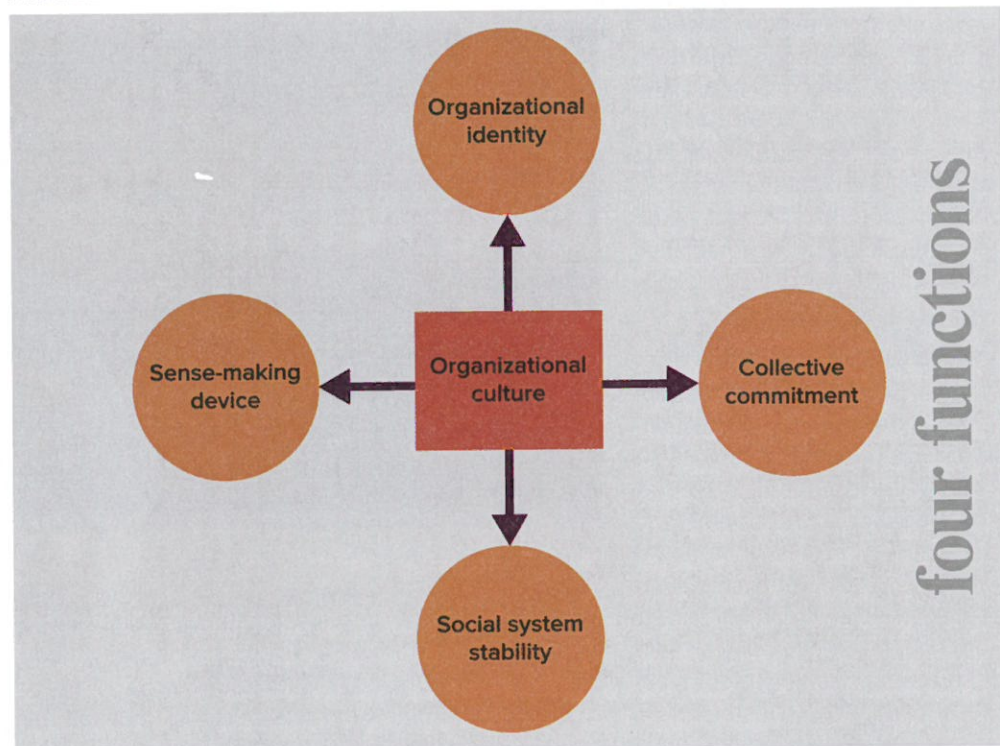 Organizational
identity
Sense-making
device
Organizational
culture
Collective
commitment
Social system
stability
four functions